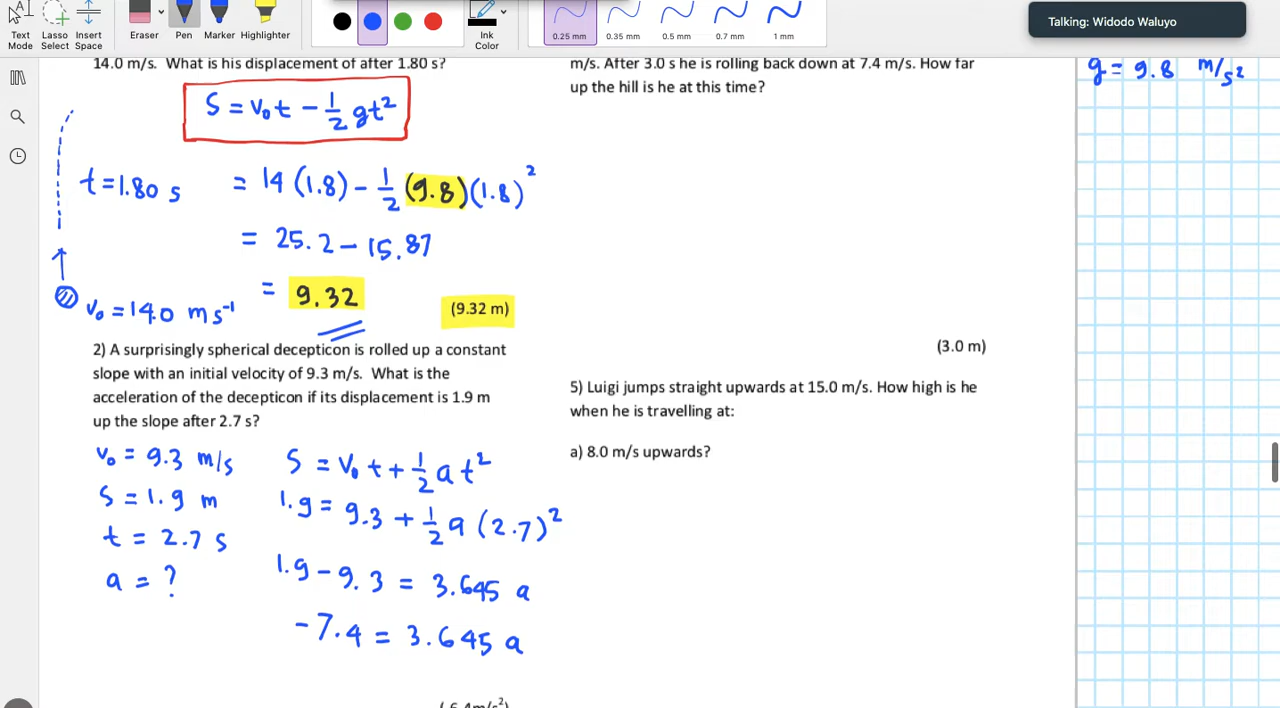 Text Mode
Lasso Select
Insert Space
Eraser
Pen
Marker
Highlighter
Ink Color
0.25 mm
0.35 mm
0.5 mm
0.7 mm
1 mm
Talking: Widodo Waluyo
14.0 m/s. What is his displacement of after 1.80 s?
S = v₀t - 1/2 gt²
t = 1.80 s
= 14 (1.8) - 1/2 (9.8)(1.8)²
= 25.2 - 15.87
= 9.32
v₀ = 14.0 ms⁻¹
(9.32 m)
2) A surprisingly spherical decepticon is rolled up a constant
slope with an initial velocity of 9.3 m/s. What is the
acceleration of the decepticon if its displacement is 1.9 m
up the slope after 2.7 s?
v₀ = 9.3 m/s
S = 1.9 m
t = 2.7 s
a = ?
S = v₀ t + 1/2 a t²
1.9 = 9.3 + 1/2 a (2.7)²
1.9 - 9.3 = 3.645 a
-7.4 = 3.645 a
m/s. After 3.0 s he is rolling back down at 7.4 m/s. How far
up the hill is he at this time?
(3.0 m)
5) Luigi jumps straight upwards at 15.0 m/s. How high is he
when he is travelling at:
a) 8.0 m/s upwards?
g = 9.8 m/s²